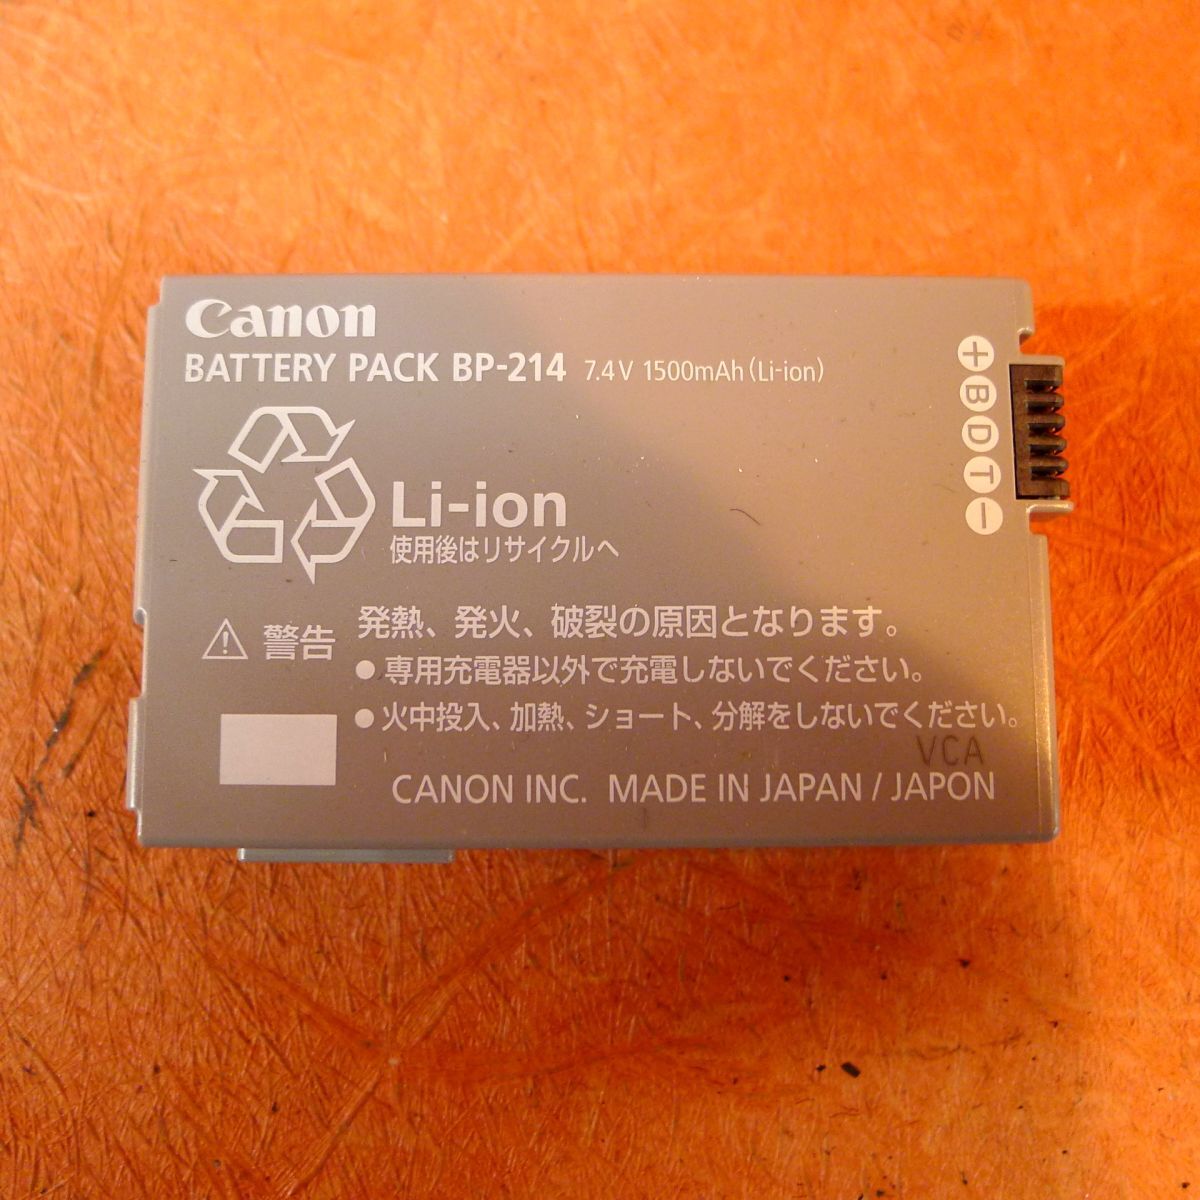 Canon
BATTERY PACK BP-214 7.4V 1500mAh (Li-ion)
+
B
D
T
−
Li-ion
使用後はリサイクルへ
警告
発熱、発火、破裂の原因となります。
●専用充電器以外で充電しないでください。
●火中投入、加熱、ショート、分解をしないでください。
VCA
CANON INC. MADE IN JAPAN / JAPON